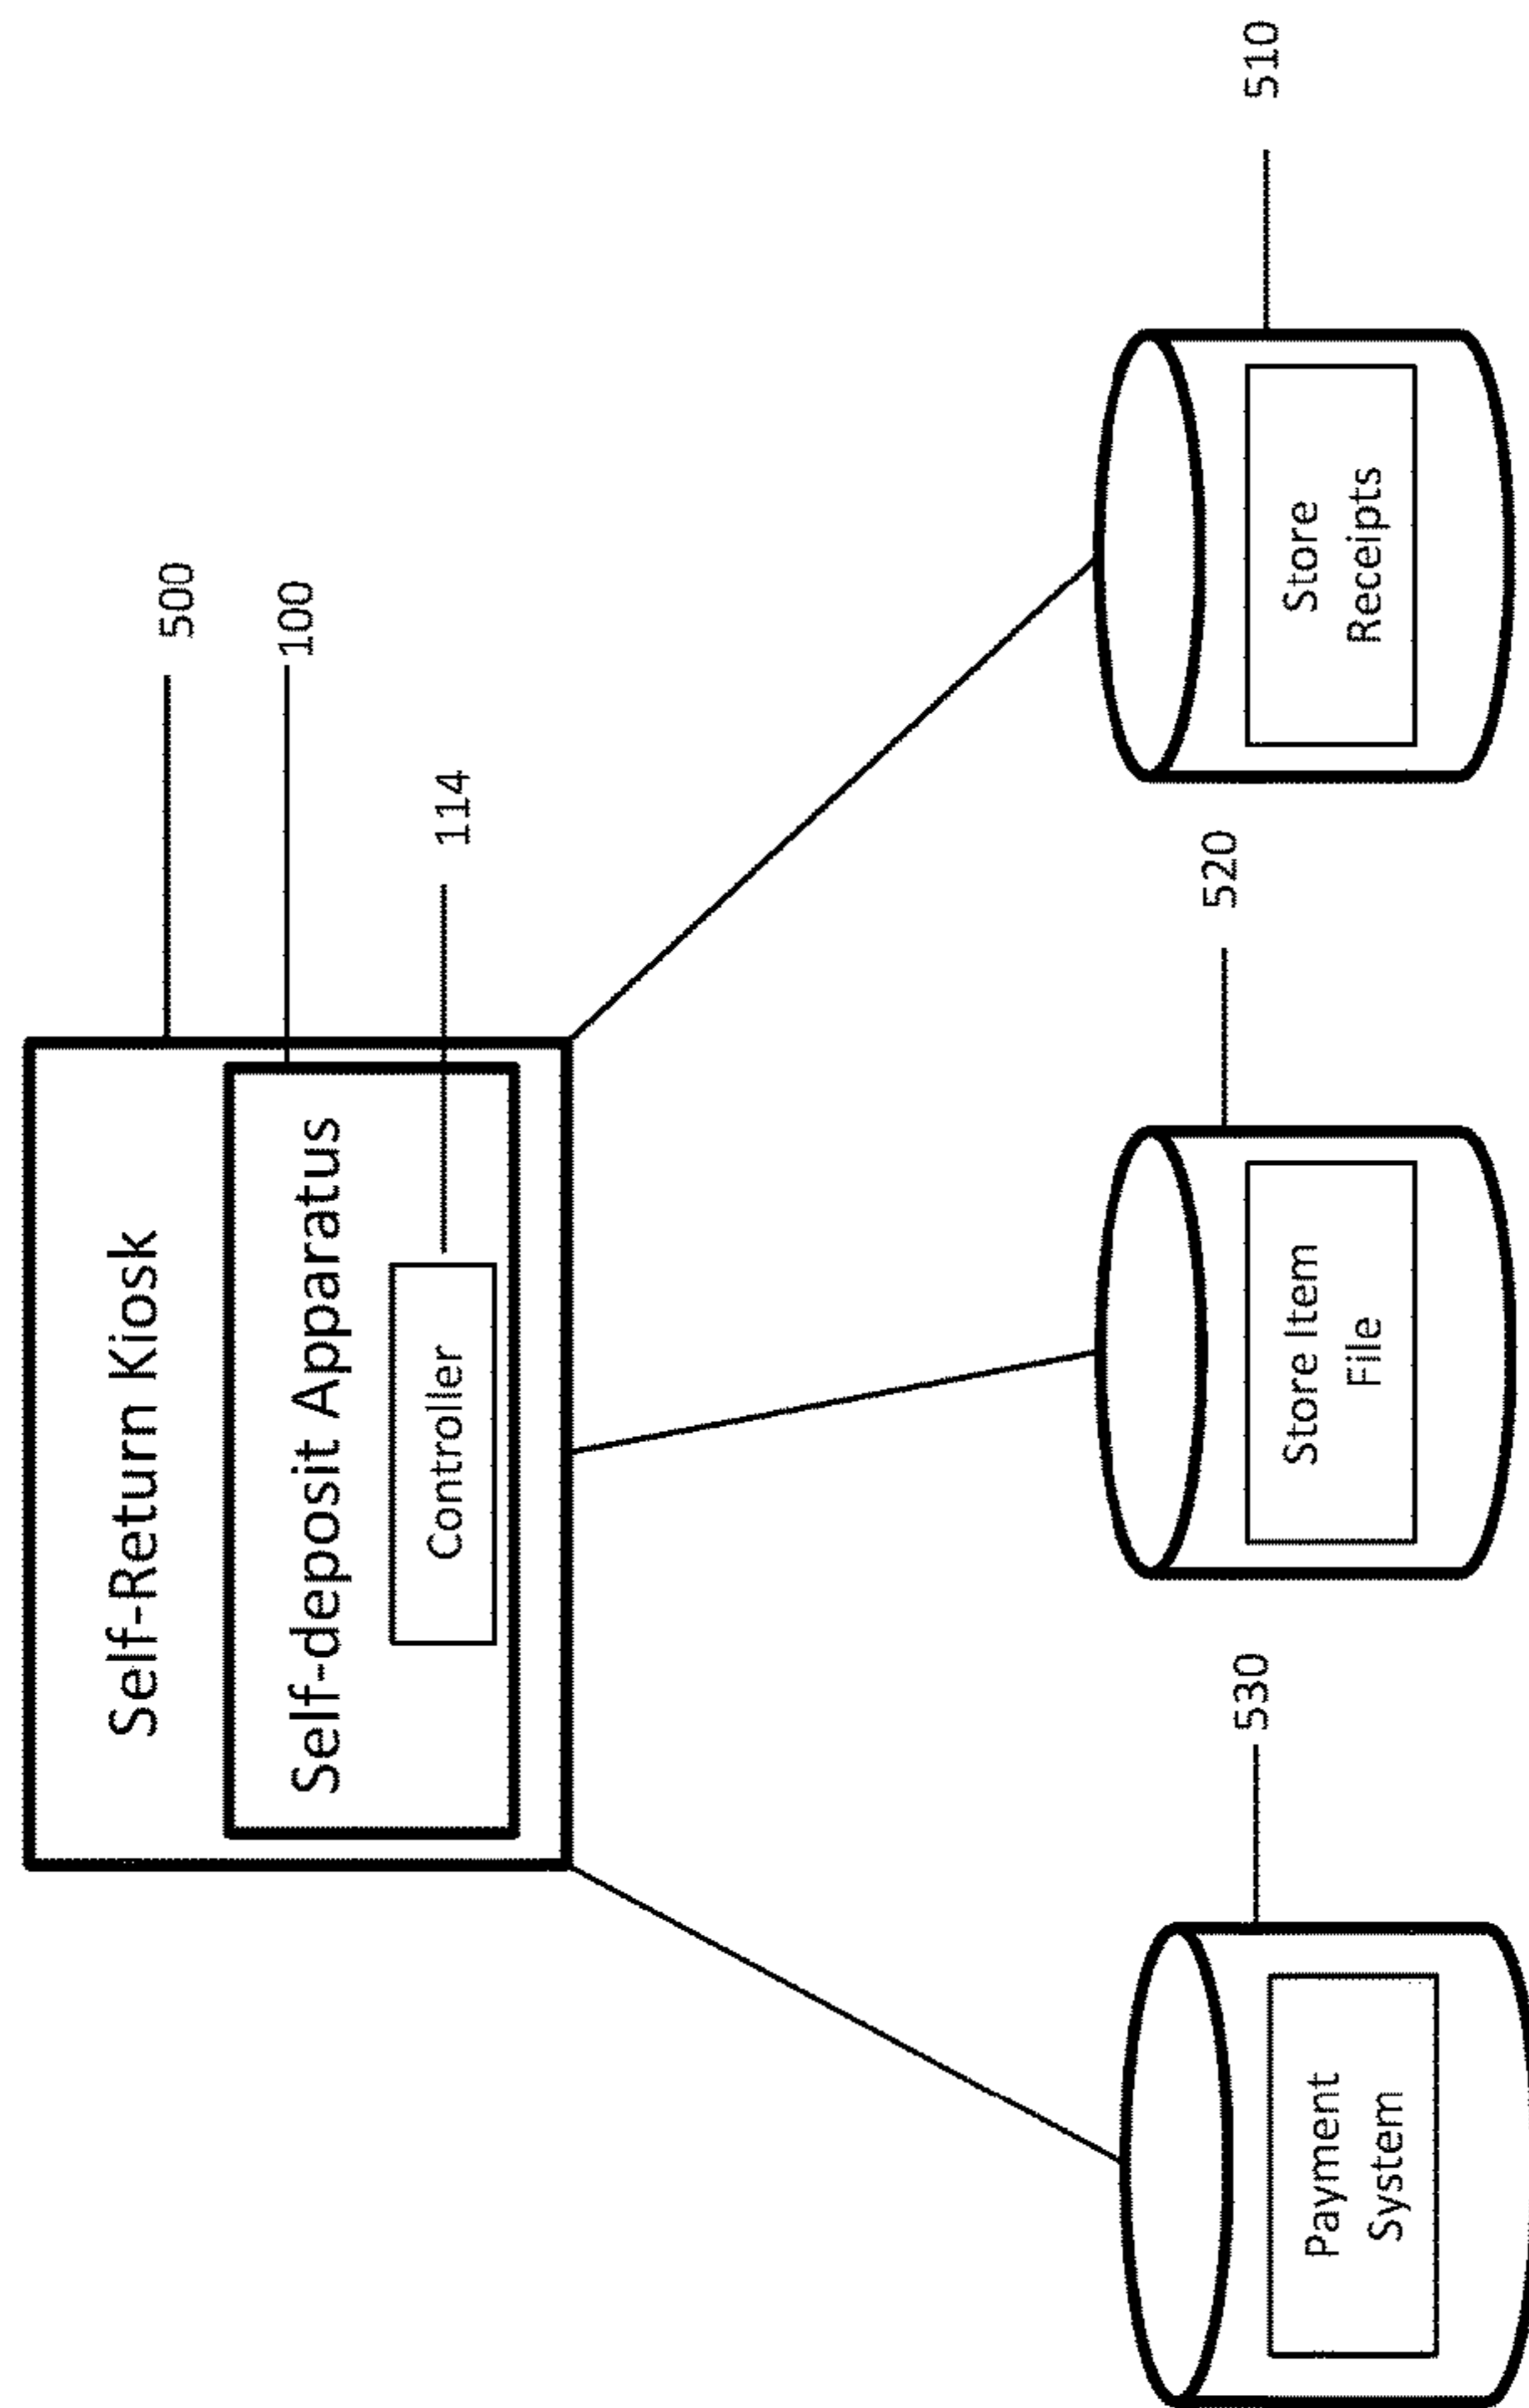 Self-Return Kiosk
500
Self-deposit Apparatus
100
Controller
114
Payment
System
530
Store Item
File
520
Store
Receipts
510